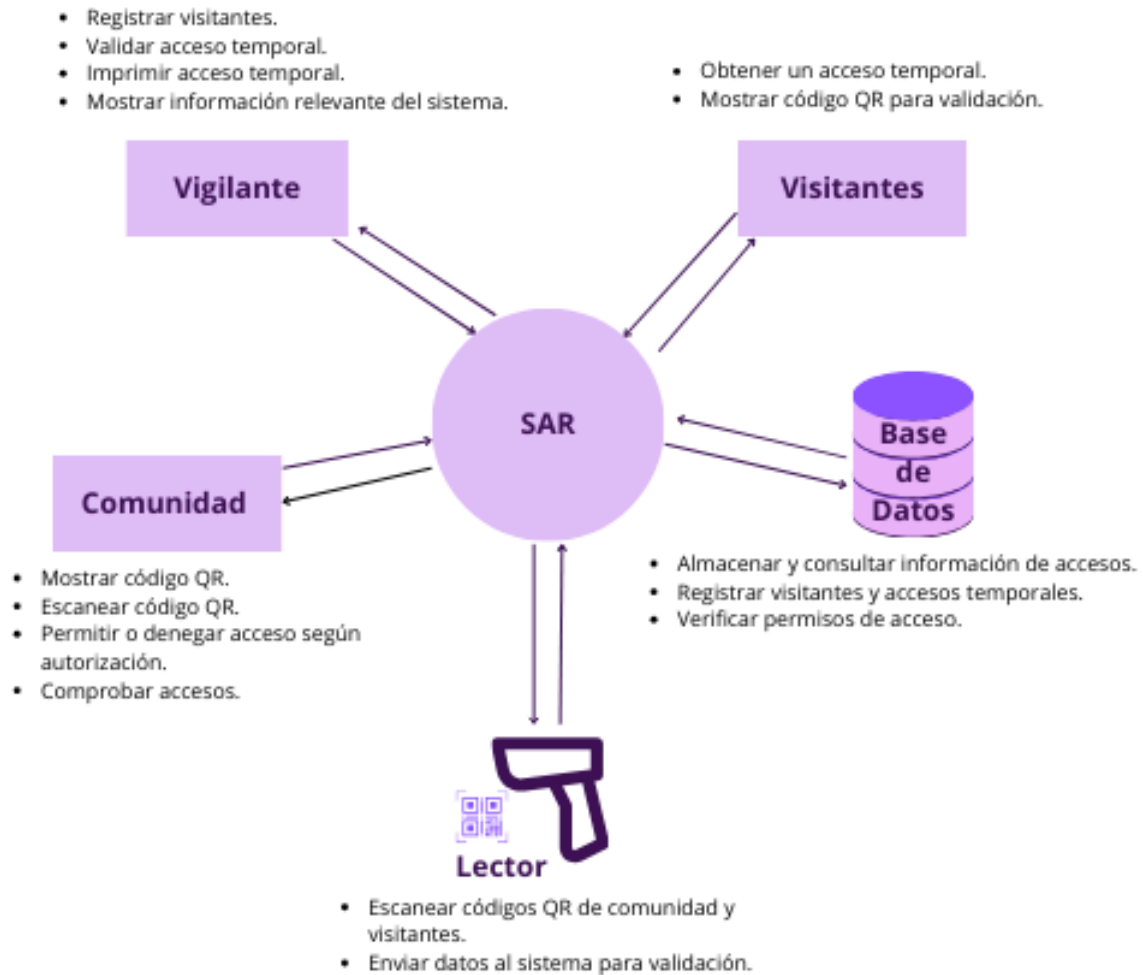 • Registrar visitantes.
• Validar acceso temporal.
• Imprimir acceso temporal.
• Mostrar información relevante del sistema.
• Obtener un acceso temporal.
• Mostrar código QR para validación.
Vigilante
Visitantes
SAR
Base
de
Datos
Comunidad
• Mostrar código QR.
• Escanear código QR.
• Permitir o denegar acceso según
autorización.
• Comprobar accesos.
• Almacenar y consultar información de accesos.
• Registrar visitantes y accesos temporales.
• Verificar permisos de acceso.
Lector
• Escanear códigos QR de comunidad y
visitantes.
• Enviar datos al sistema para validación.